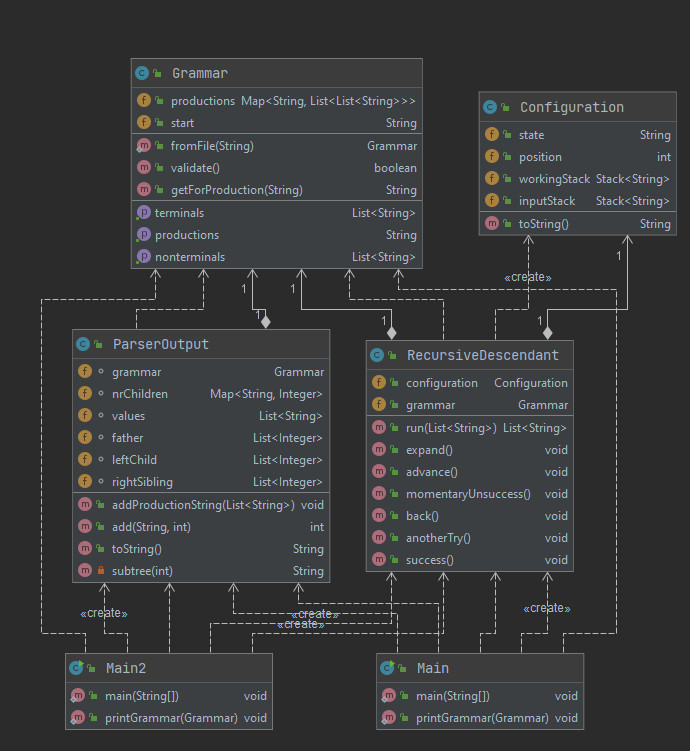 Grammar
productions Map<String, List<List<String>>>
start String
fromFile(String) Grammar
validate() boolean
getForProduction(String) String
terminals List<String>
productions String
nonterminals List<String>
Configuration
state String
position int
workingStack Stack<String>
inputStack Stack<String>
toString() String
«create»
1
1
1
1
1
1
ParserOutput
grammar Grammar
nrChildren Map<String, Integer>
values List<String>
father List<Integer>
leftChild List<Integer>
rightSibling List<Integer>
addProductionString(List<String>) void
add(String, int) int
toString() String
subtree(int) String
RecursiveDescendant
configuration Configuration
grammar Grammar
run(List<String>) List<String>
expand() void
advance() void
momentaryUnsuccess() void
back() void
anotherTry() void
success() void
«create»
«create»
«create»
«create»
Main2
main(String[]) void
printGrammar(Grammar) void
Main
main(String[]) void
printGrammar(Grammar) void